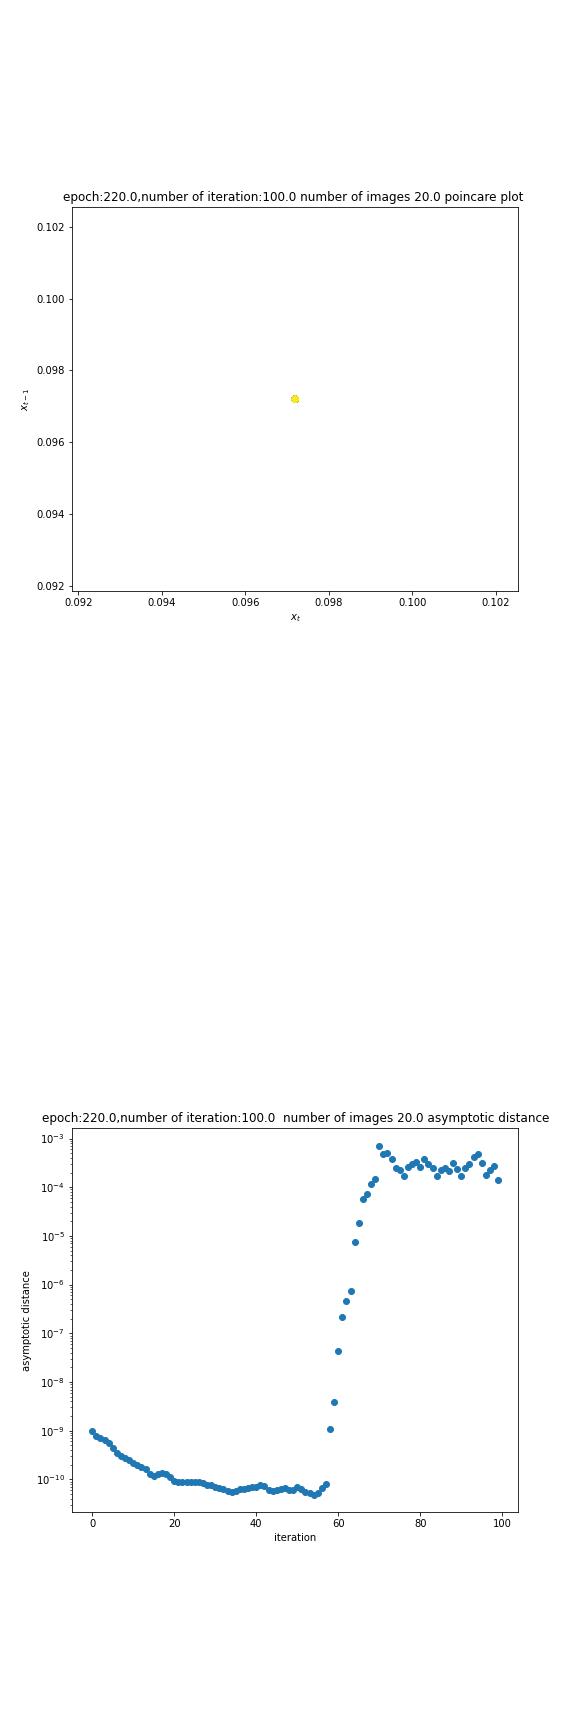 epoch:220.0,number of iteration:100.0 number of images 20.0 poincare plot
0.102
0.100
0.098
0.096
0.094
0.092
x_{t-1}
0.092 0.094 0.096 0.098 0.100 0.102
x_t
epoch:220.0,number of iteration:100.0  number of images 20.0 asymptotic distance
10^{-3}
10^{-4}
10^{-5}
10^{-6}
10^{-7}
10^{-8}
10^{-9}
10^{-10}
asymptotic distance
0 20 40 60 80 100
iteration